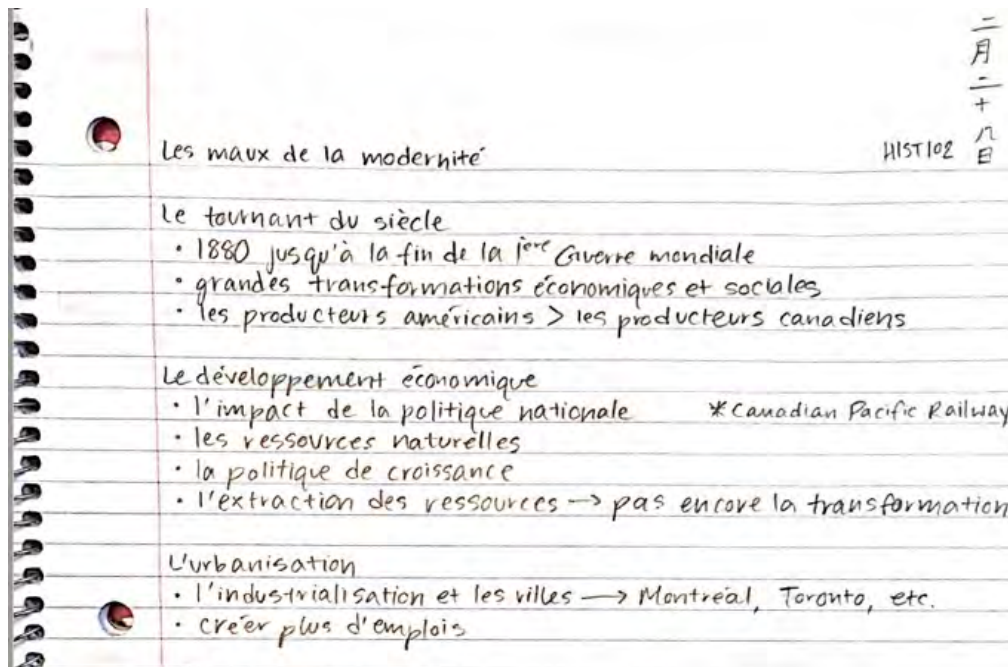 二月二十八日
Les maux de la modernité HIST102
Le tournant du siècle
· 1880 jusqu'à la fin de la 1ère Guerre mondiale
· grandes transformations économiques et sociales
· les producteurs américains > les producteurs canadiens
Le développement économique
· l'impact de la politique nationale *Canadian Pacific Railway
· les ressources naturelles
· la politique de croissance
· l'extraction des ressources → pas encore la transformation
L'urbanisation
· l'industrialisation et les villes → Montréal, Toronto, etc.
· créer plus d'emplois